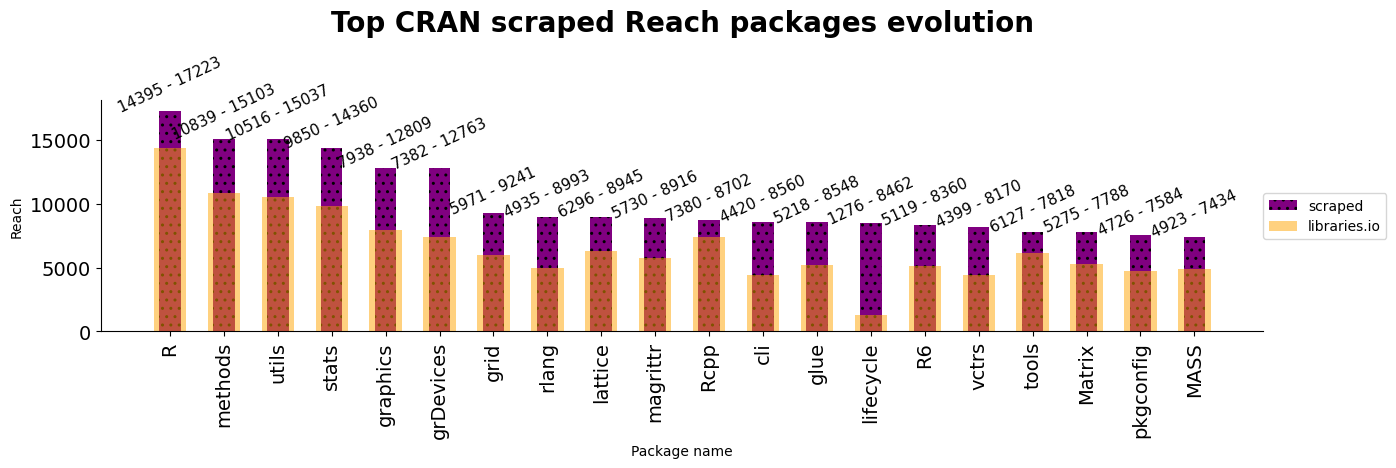 Top CRAN scraped Reach packages evolution
Reach
15000
10000
5000
0
14395 - 17223
10839 - 15103
10516 - 15037
9850 - 14360
7938 - 12809
7382 - 12763
5971 - 9241
4935 - 8993
6296 - 8945
5730 - 8916
7380 - 8702
4420 - 8560
5218 - 8548
1276 - 8462
5119 - 8360
4399 - 8170
6127 - 7818
5275 - 7788
4726 - 7584
4923 - 7434
scraped
libraries.io
R
methods
utils
stats
graphics
grDevices
grid
rlang
lattice
magrittr
Rcpp
cli
glue
lifecycle
R6
vctrs
tools
Matrix
pkgconfig
MASS
Package name